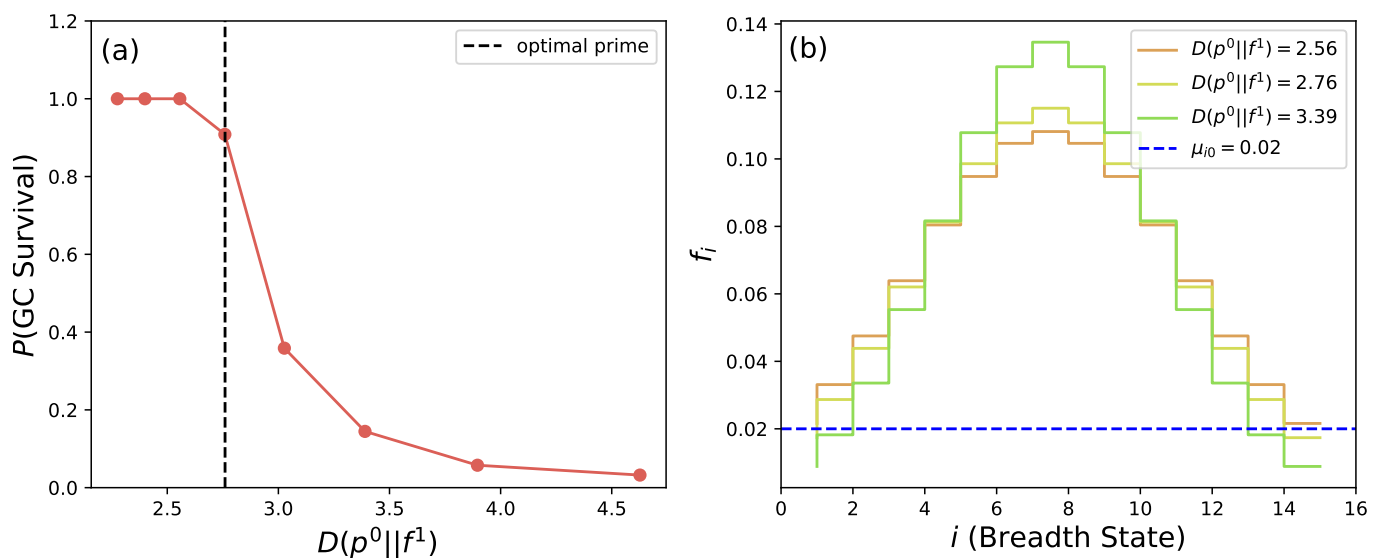 (a)
optimal prime
P(GC Survival)
1.2
1.0
0.8
0.6
0.4
0.2
0.0
2.5 3.0 3.5 4.0 4.5
D(p⁰||f¹)
(b)
D(p⁰||f¹) = 2.56
D(p⁰||f¹) = 2.76
D(p⁰||f¹) = 3.39
μᵢ₀ = 0.02
fᵢ
0.14
0.12
0.10
0.08
0.06
0.04
0.02
0 2 4 6 8 10 12 14 16
i (Breadth State)